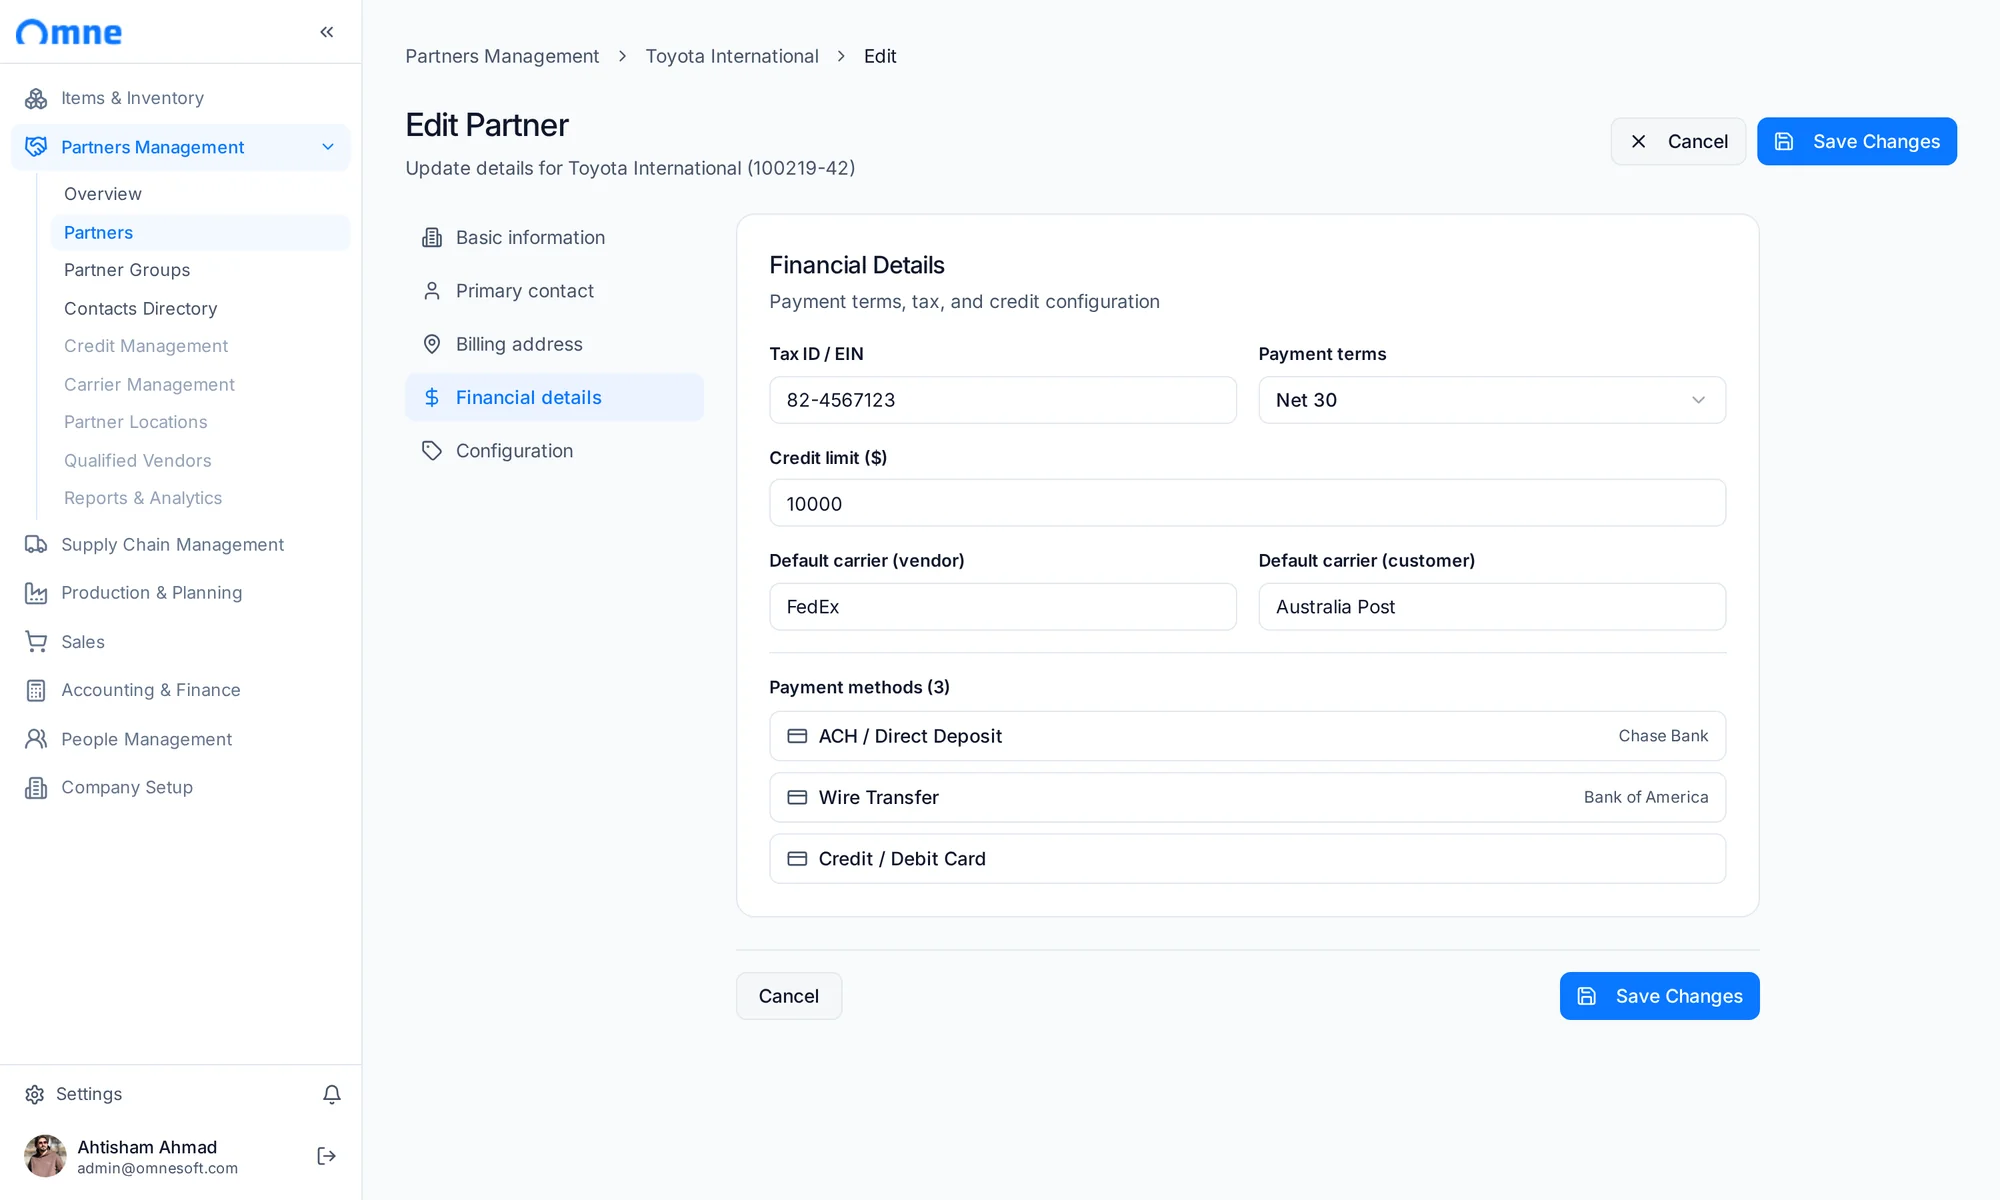 Omne
Items & Inventory
Partners Management
Overview
Partners
Partner Groups
Contacts Directory
Credit Management
Carrier Management
Partner Locations
Qualified Vendors
Reports & Analytics
Supply Chain Management
Production & Planning
Sales
Accounting & Finance
People Management
Company Setup
Settings
Ahtisham Ahmad
admin@omnesoft.com
Partners Management > Toyota International > Edit
Edit Partner
Update details for Toyota International (100219-42)
Cancel
Save Changes
Basic information
Primary contact
Billing address
Financial details
Configuration
Financial Details
Payment terms, tax, and credit configuration
Tax ID / EIN
82-4567123
Payment terms
Net 30
Credit limit ($)
10000
Default carrier (vendor)
FedEx
Default carrier (customer)
Australia Post
Payment methods (3)
ACH / Direct Deposit
Chase Bank
Wire Transfer
Bank of America
Credit / Debit Card
Cancel
Save Changes